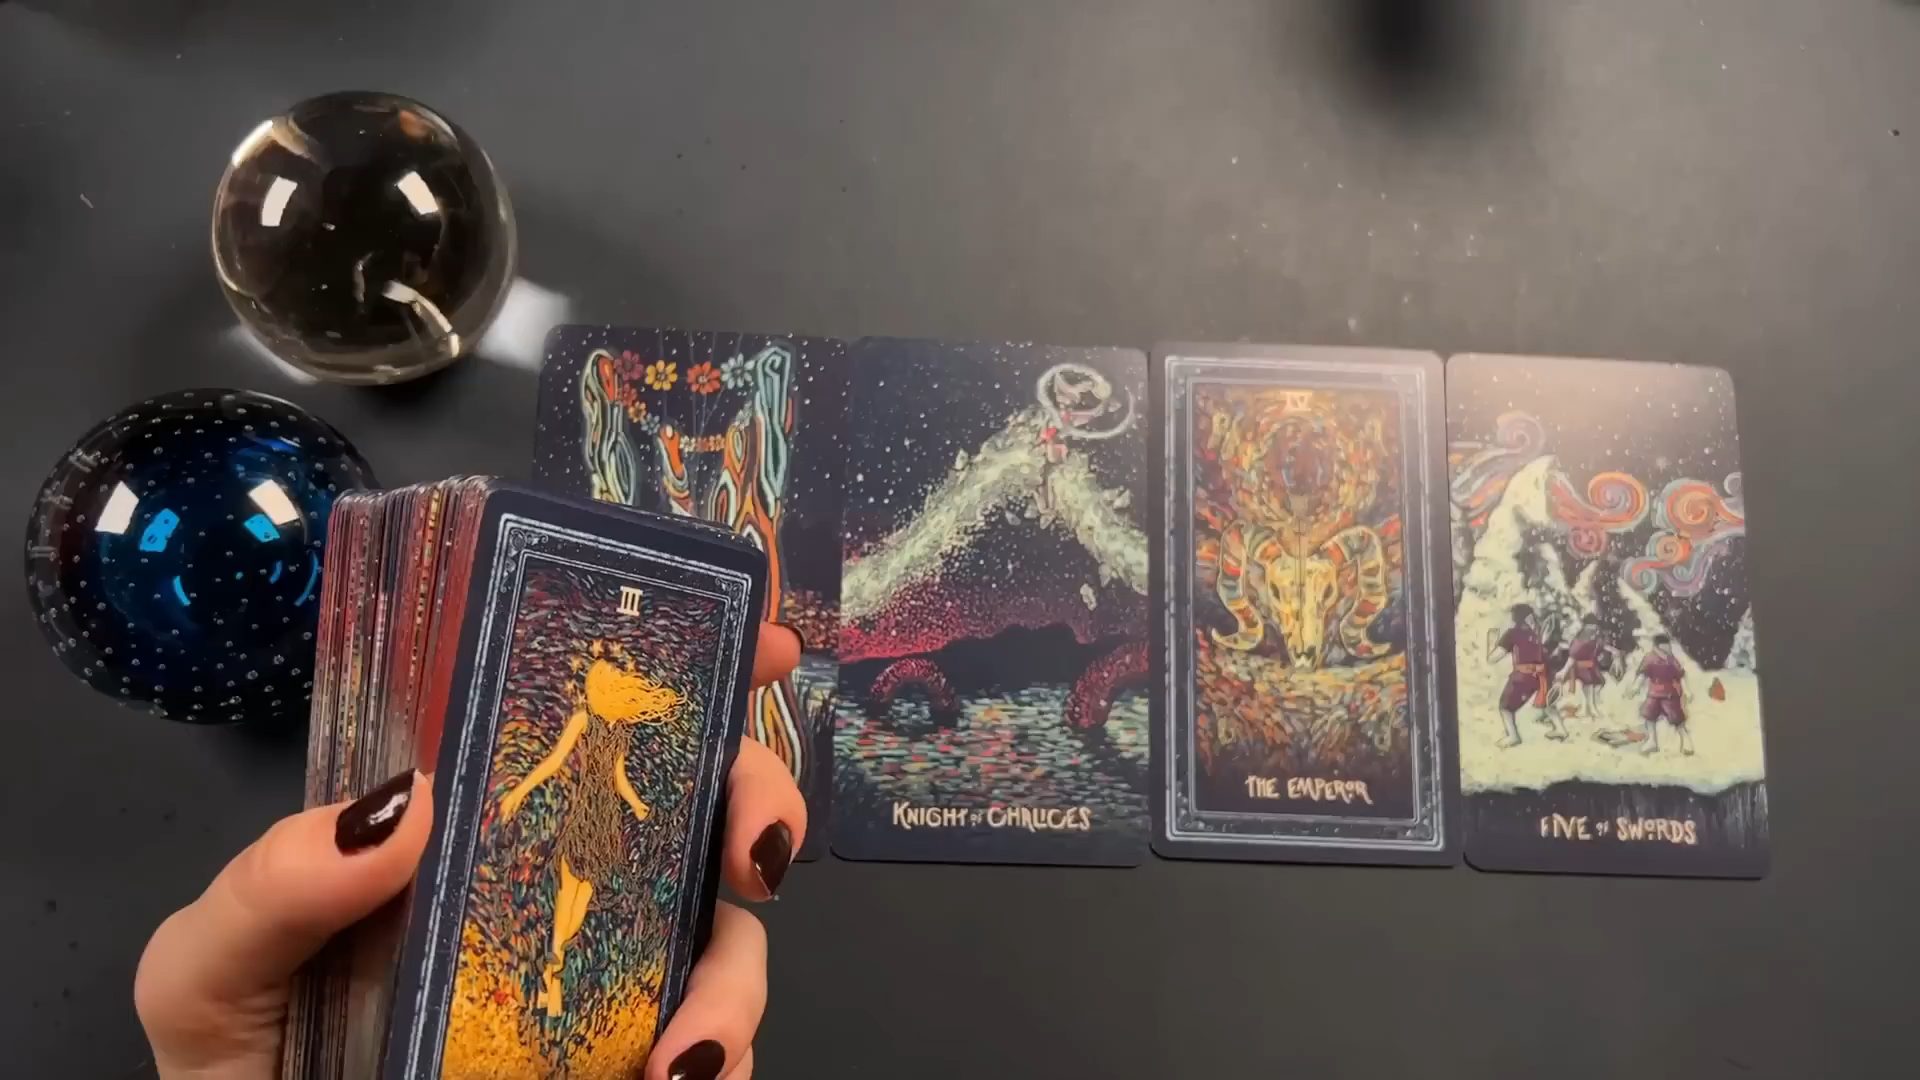 III
IV
KNIGHT OF CHALICES
THE EMPEROR
FIVE OF SWORDS